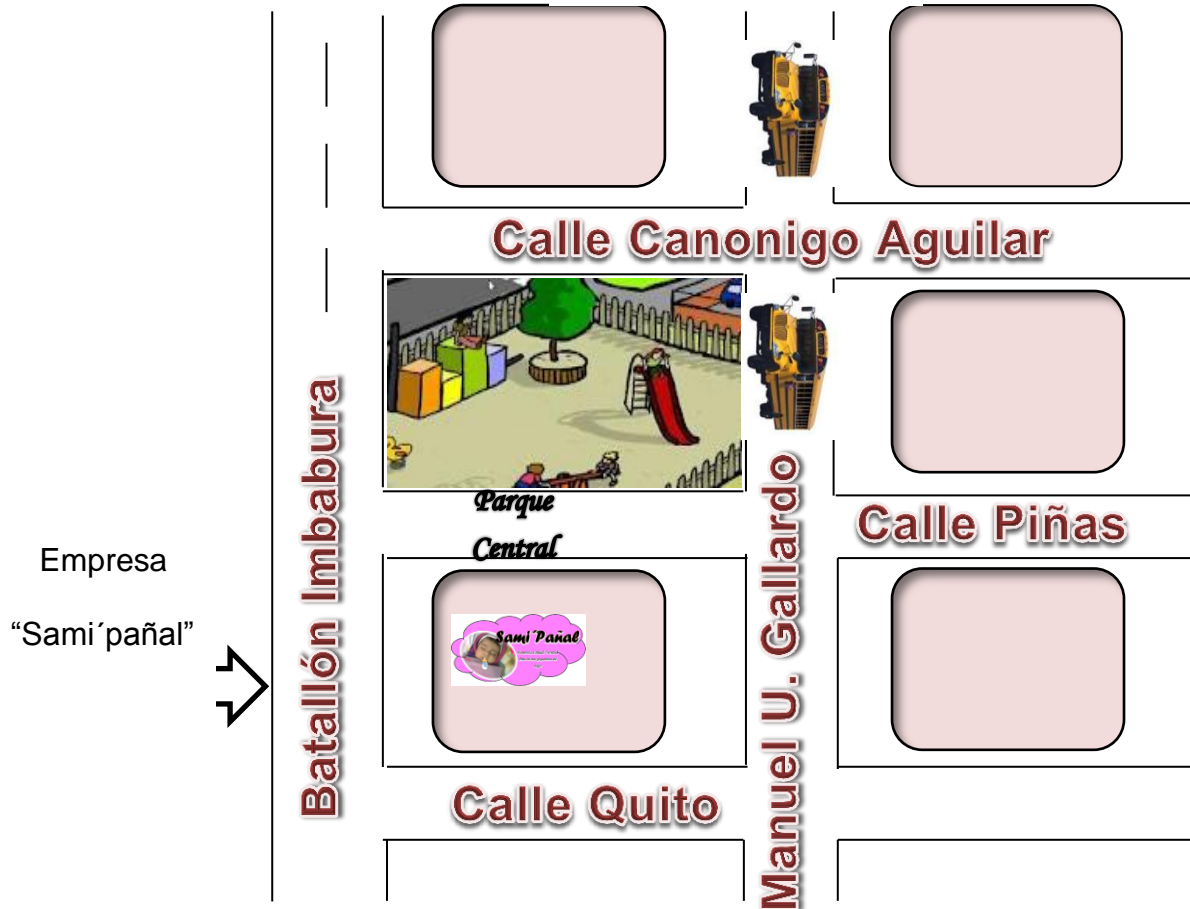 Calle Canonigo Aguilar
Batallón Imbabura
Parque
Central
Manuel U. Gallardo
Calle Piñas
Empresa
“Sami´pañal”
Sami´Pañal
Calle Quito